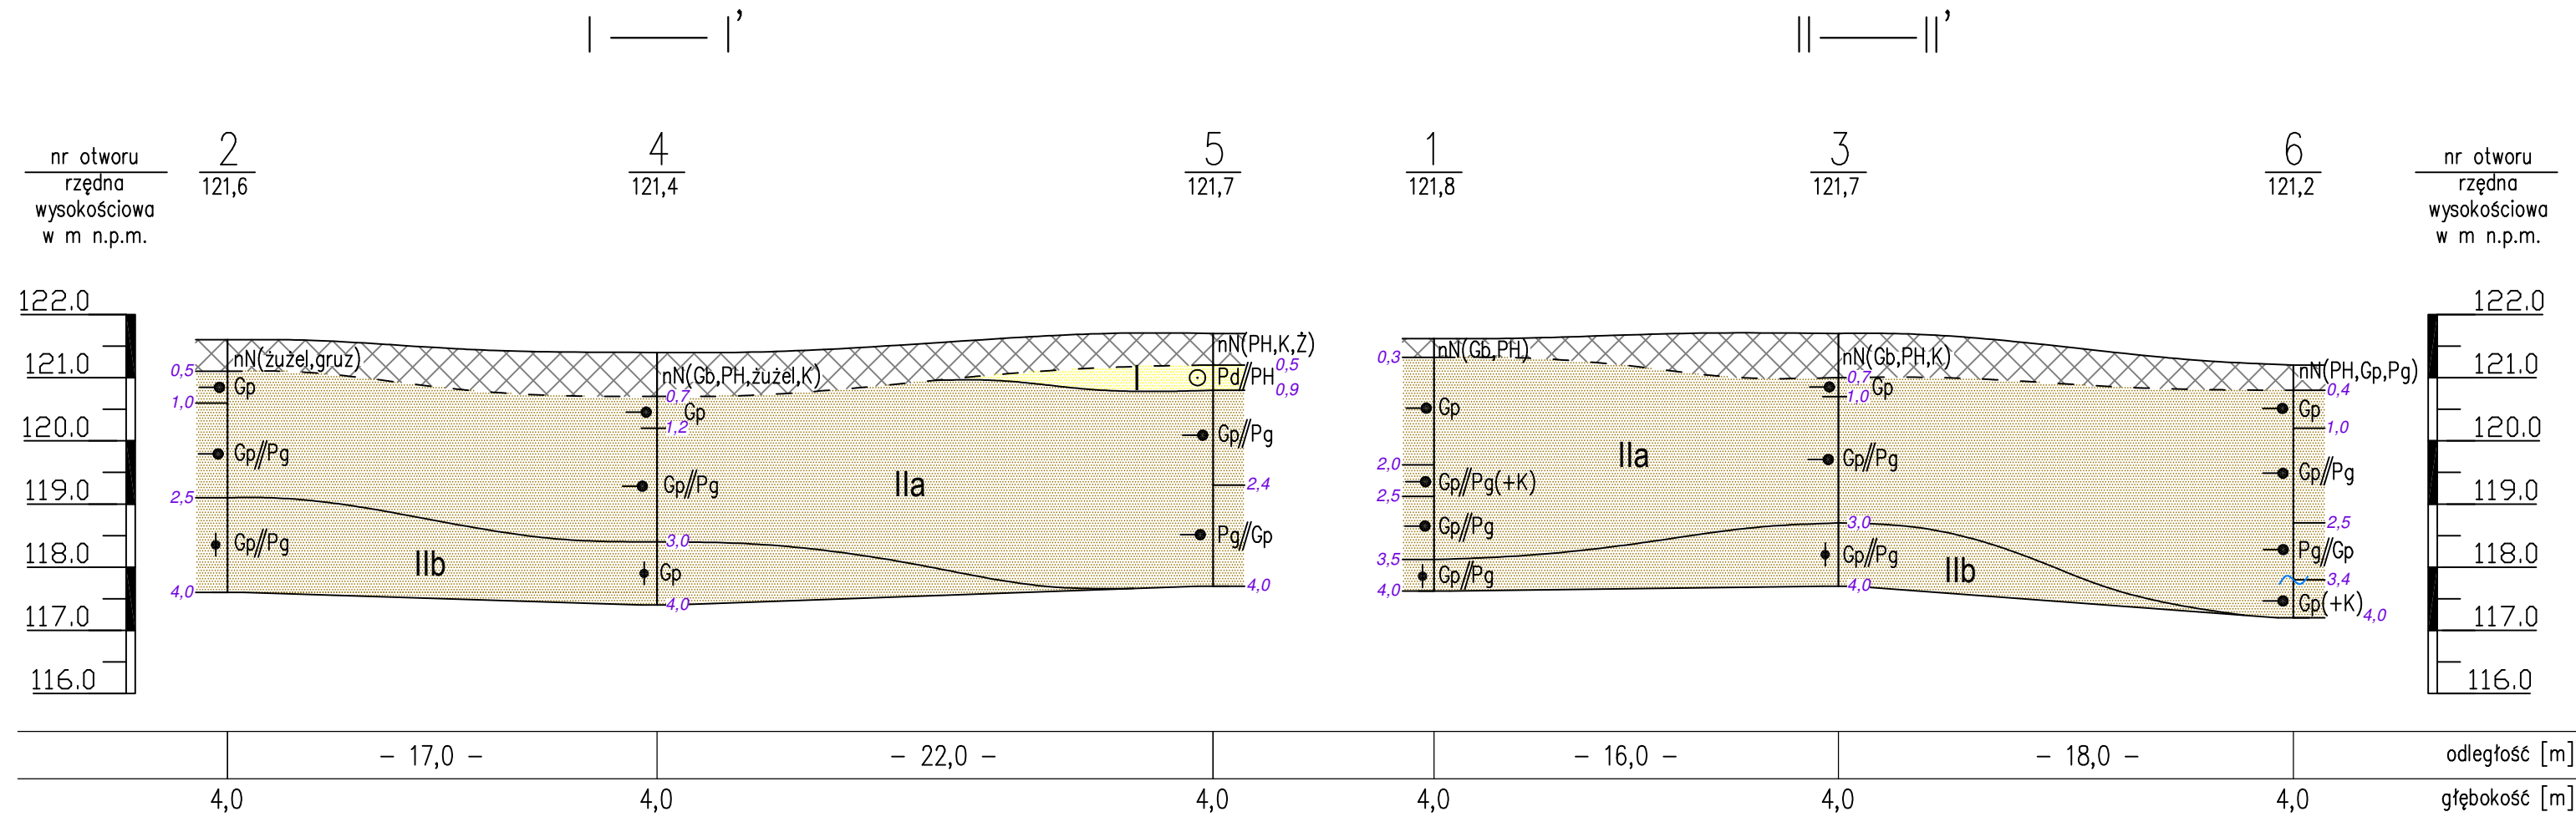 I — I'
II — II'
nr otworu
rzędna
wysokościowa
w m n.p.m.
2
121,6
4
121,4
5
121,7
1
121,8
3
121,7
6
121,2
nr otworu
rzędna
wysokościowa
w m n.p.m.
122.0
121.0
120.0
119.0
118.0
117.0
116.0
nN(żużel,gruz)
0,5
Gp
1,0
Gp//Pg
2,5
Gp//Pg
4,0
IIb
nN(Gb,PH,żużel,K)
0,7
Gp
1,2
Gp//Pg
3,0
Gp
4,0
IIa
nN(PH,K,Ż)
0,5
I
Pd//PH
0,9
Gp//Pg
2,4
Pg//Gp
4,0
nN(Gb,PH)
0,3
Gp
2,0
Gp//Pg(+K)
2,5
Gp//Pg
3,5
Gp//Pg
4,0
IIa
nN(Gb,PH,K)
0,7
Gp
1,0
Gp//Pg
3,0
Gp//Pg
4,0
IIb
nN(PH,Gp,Pg)
0,4
Gp
1,0
Gp//Pg
2,5
Pg//Gp
3,4
Gp(+K)
4,0
122.0
121.0
120.0
119.0
118.0
117.0
116.0
– 17,0 – – 22,0 – – 16,0 – – 18,0 – odległość [m]
4,0 4,0 4,0 4,0 4,0 4,0 głębokość [m]